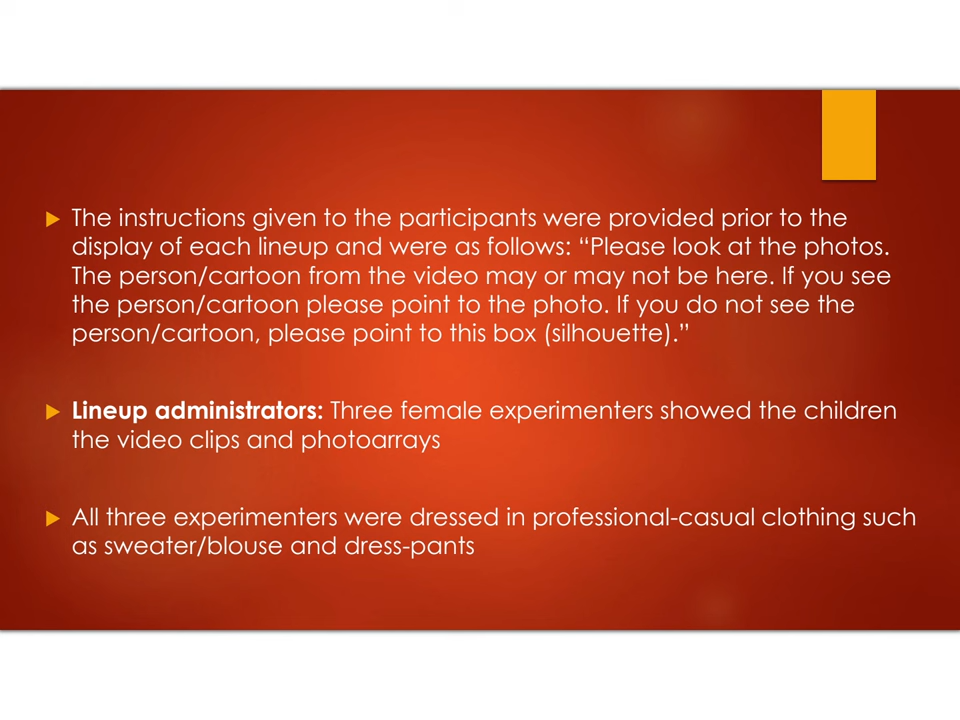 The instructions given to the participants were provided prior to the
display of each lineup and were as follows: “Please look at the photos.
The person/cartoon from the video may or may not be here. If you see
the person/cartoon please point to the photo. If you do not see the
person/cartoon, please point to this box (silhouette).”
Lineup administrators: Three female experimenters showed the children
the video clips and photoarrays
All three experimenters were dressed in professional-casual clothing such
as sweater/blouse and dress-pants